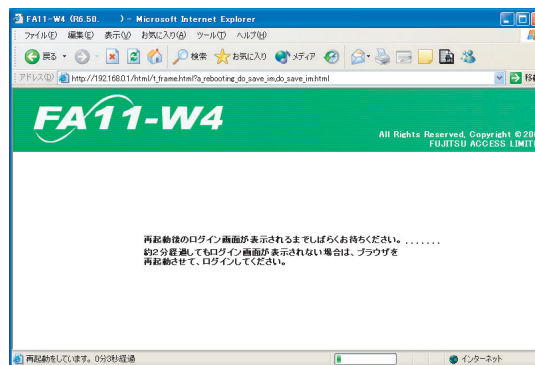 FA11-W4 (R6.50. ) - Microsoft Internet Explorer
ファイル(F) 編集(E) 表示(V) お気に入り(A) ツール(T) ヘルプ(H)
戻る 検索 お気に入り メディア
アドレス(D) http://192.168.0.1/html/t_frame.html?a_rebooting_do_save_im,do_save_im.html 移動
FA11-W4
All Rights Reserved, Copyright © 20
FUJITSU ACCESS LIMIT
再起動後のログイン画面が表示されるまでしばらくお待ちください。.......
約2分経過してもログイン画面が表示されない場合は、ブラウザを
再起動させて、ログインしてください。
再起動をしています。0分3秒経過 インターネット